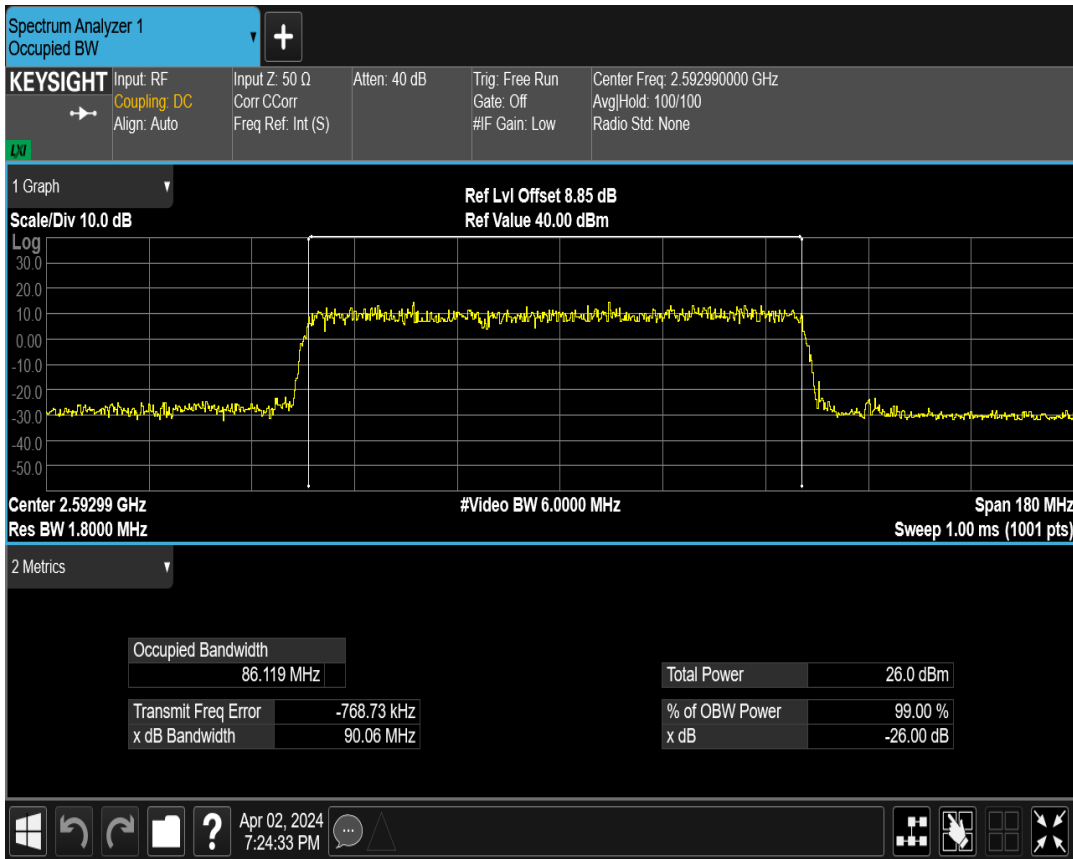 Spectrum Analyzer 1
Occupied BW
+
KEYSIGHT
LXI
Input: RF
Coupling: DC
Align: Auto
Input Z: 50 Ω
Corr CCorr
Freq Ref: Int (S)
Atten: 40 dB
Trig: Free Run
Gate: Off
#IF Gain: Low
Center Freq: 2.592990000 GHz
Avg|Hold: 100/100
Radio Std: None
1 Graph
Ref Lvl Offset 8.85 dB
Scale/Div 10.0 dB
Ref Value 40.00 dBm
Log
30.0
20.0
10.0
0.00
-10.0
-20.0
-30.0
-40.0
-50.0
Center 2.59299 GHz
#Video BW 6.0000 MHz
Span 180 MHz
Res BW 1.8000 MHz
Sweep 1.00 ms (1001 pts)
2 Metrics
Occupied Bandwidth
86.119 MHz
Total Power 26.0 dBm
Transmit Freq Error -768.73 kHz
% of OBW Power 99.00 %
x dB Bandwidth 90.06 MHz
x dB -26.00 dB
?
Apr 02, 2024
7:24:33 PM